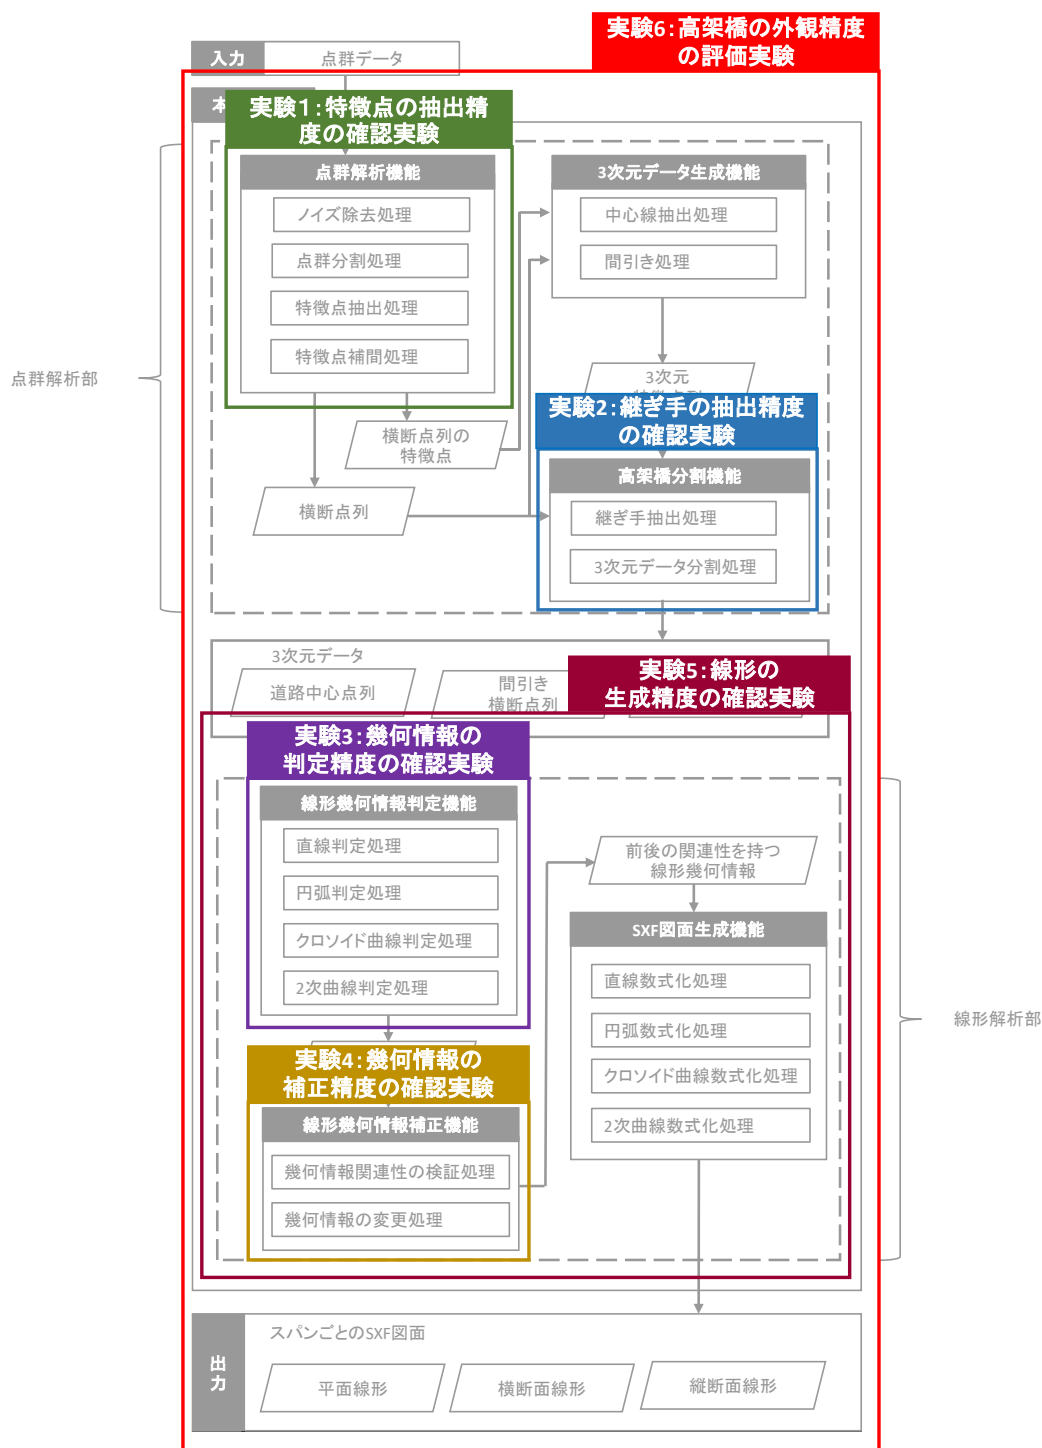 実験6：高架橋の外観精度
の評価実験
入力
点群データ
本
実験１：特徴点の抽出精
度の確認実験
点群解析機能
ノイズ除去処理
点群分割処理
特徴点抽出処理
特徴点補間処理
3次元データ生成機能
中心線抽出処理
間引き処理
点群解析部
3次元
実験2：継ぎ手の抽出精度
の確認実験
横断点列の
特徴点
横断点列
高架橋分割機能
継ぎ手抽出処理
3次元データ分割処理
3次元データ
道路中心点列
間引き
横断点列
実験5：線形の
生成精度の確認実験
実験3：幾何情報の
判定精度の確認実験
線形幾何情報判定機能
直線判定処理
円弧判定処理
クロソイド曲線判定処理
2次曲線判定処理
前後の関連性を持つ
線形幾何情報
SXF図面生成機能
直線数式化処理
円弧数式化処理
クロソイド曲線数式化処理
2次曲線数式化処理
線形解析部
実験4：幾何情報の
補正精度の確認実験
線形幾何情報補正機能
幾何情報関連性の検証処理
幾何情報の変更処理
出
力
スパンごとのSXF図面
平面線形
横断面線形
縦断面線形